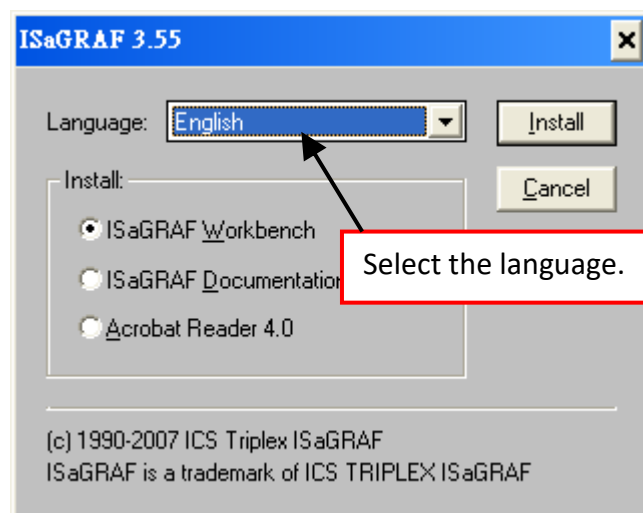 ISaGRAF 3.55
Language:
English
Install
Cancel
Install:
ISaGRAF Workbench
ISaGRAF Documentation
Acrobat Reader 4.0
Select the language.
(c) 1990-2007 ICS Triplex ISaGRAF
ISaGRAF is a trademark of ICS TRIPLEX ISaGRAF